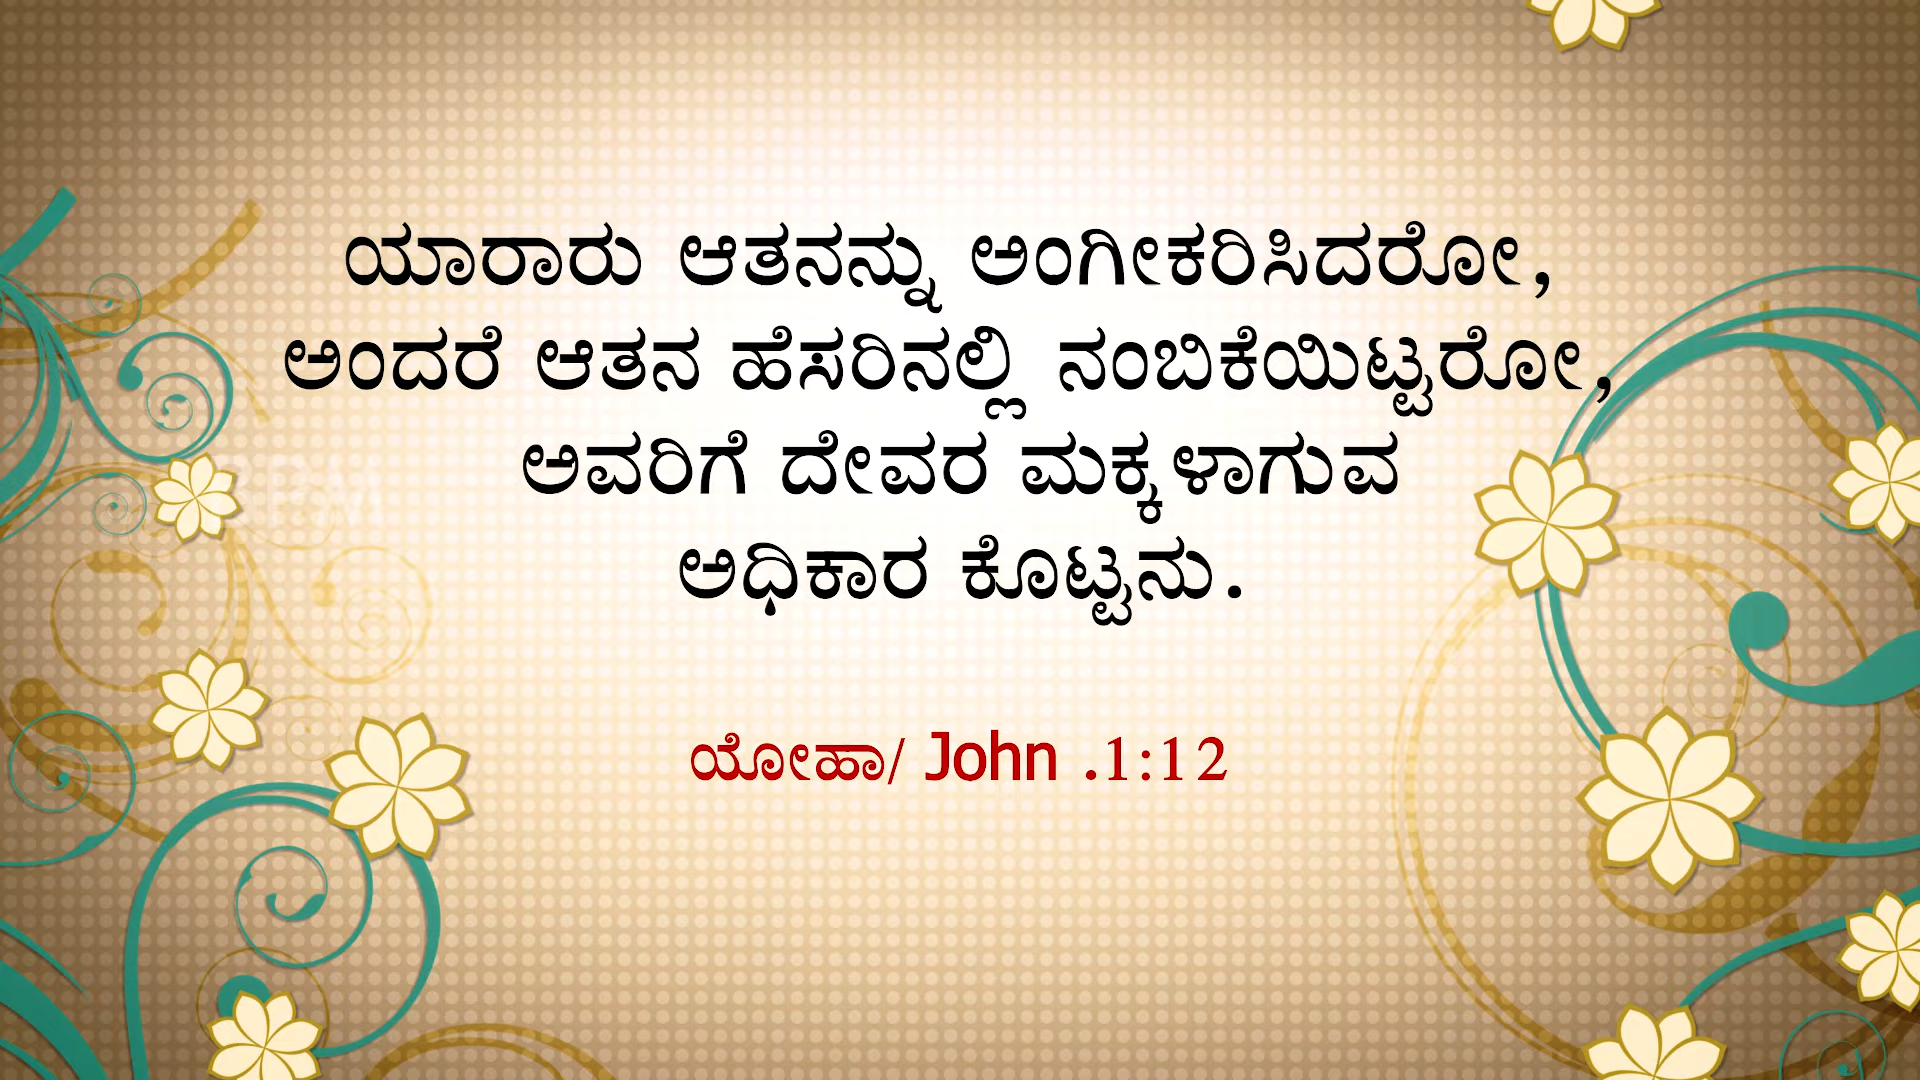 ಯಾರಾರು ಆತನನ್ನು ಅಂಗೀಕರಿಸಿದರೋ,
ಅಂದರೆ ಆತನ ಹೆಸರಿನಲ್ಲಿ ನಂಬಿಕೆಯಿಟ್ಟರೋ,
ಅವರಿಗೆ ದೇವರ ಮಕ್ಕಳಾಗುವ
ಅಧಿಕಾರ ಕೊಟ್ಟನು.
ಯೋಹಾ/ John .1:12